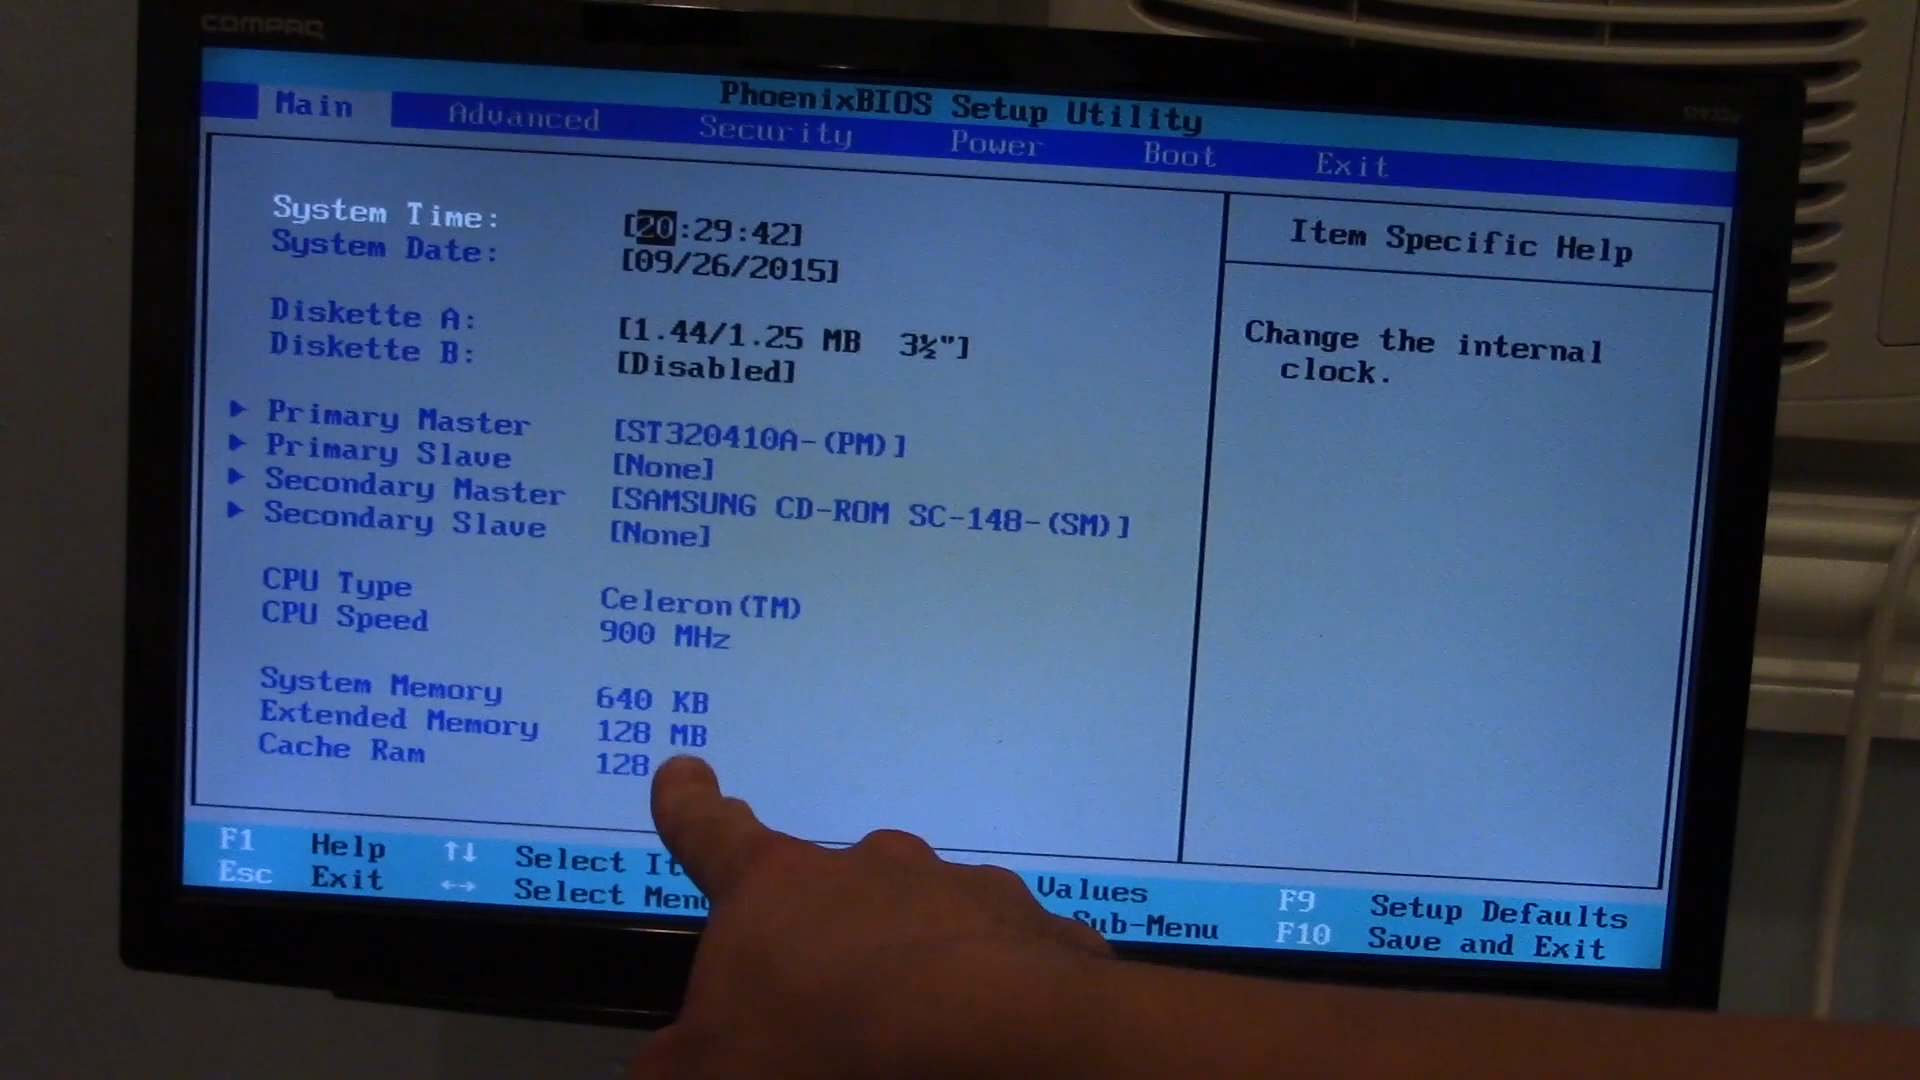 COMPAQ
PhoenixBIOS Setup Utility
Main Advanced Security Power Boot Exit
System Time: [20:29:42]
System Date: [09/26/2015]
Diskette A: [1.44/1.25 MB 3½"]
Diskette B: [Disabled]
Primary Master [ST320410A-(PM)]
Primary Slave [None]
Secondary Master [SAMSUNG CD-ROM SC-148-(SM)]
Secondary Slave [None]
CPU Type Celeron(TM)
CPU Speed 900 MHz
System Memory 640 KB
Extended Memory 128 MB
Cache Ram 128
Item Specific Help
Change the internal
clock.
F1 Help ↑↓ Select Values F9 Setup Defaults
Esc Exit ↔ Select Sub-Menu F10 Save and Exit